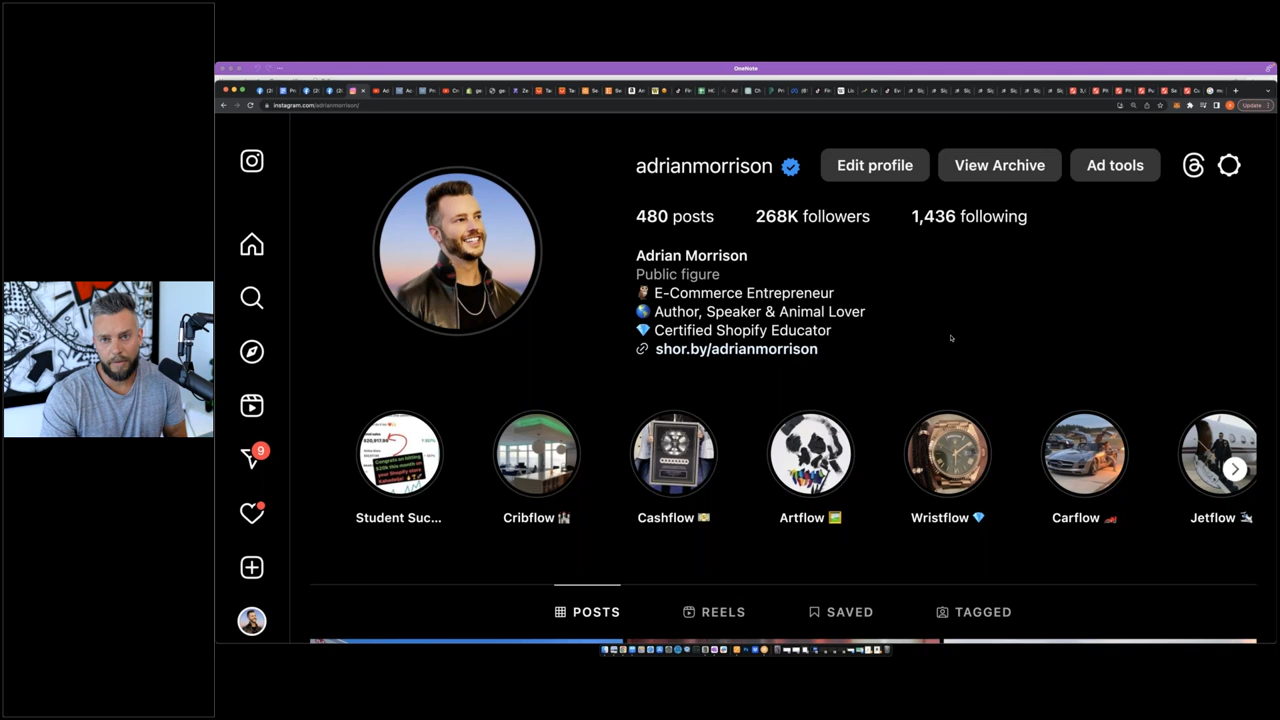 OneNote
instagram.com/adrianmorrison/
Update
adrianmorrison
Edit profile
View Archive
Ad tools
480 posts
268K followers
1,436 following
Adrian Morrison
Public figure
🦉 E-Commerce Entrepreneur
🌎 Author, Speaker & Animal Lover
💎 Certified Shopify Educator
shor.by/adrianmorrison
9
Student Suc...
Cribflow 🏰
Cashflow 💴
Artflow 🖼️
Wristflow 💎
Carflow 🏎️
Jetflow 🛩️
POSTS
REELS
SAVED
TAGGED